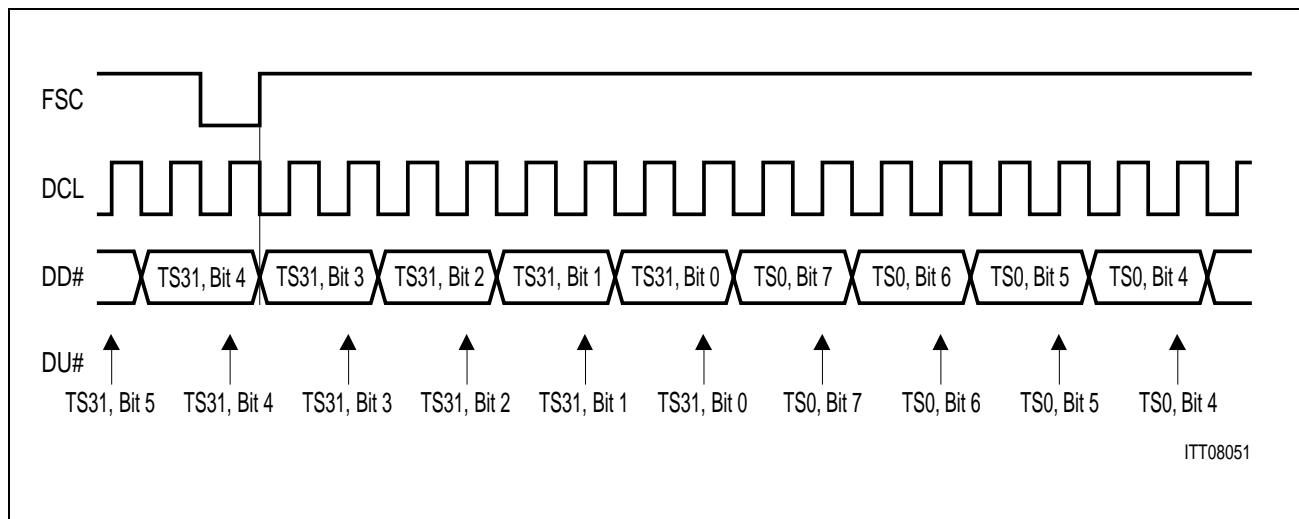 FSC
DCL
DD#
TS31, Bit 4
TS31, Bit 3
TS31, Bit 2
TS31, Bit 1
TS31, Bit 0
TS0, Bit 7
TS0, Bit 6
TS0, Bit 5
TS0, Bit 4
DU#
TS31, Bit 5
TS31, Bit 4
TS31, Bit 3
TS31, Bit 2
TS31, Bit 1
TS31, Bit 0
TS0, Bit 7
TS0, Bit 6
TS0, Bit 5
TS0, Bit 4
ITT08051